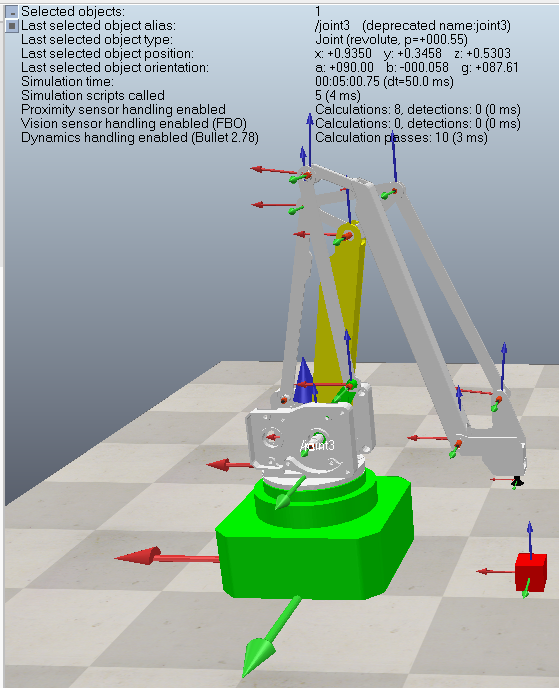 Selected objects: 1
Last selected object alias: /joint3 (deprecated name:joint3)
Last selected object type: Joint (revolute, p=+000.55)
Last selected object position: x: +0.9350 y: +0.3458 z: +0.5303
Last selected object orientation: a: +090.00 b: -000.058 g: +087.61
Simulation time: 00:05:00.75 (dt=50.0 ms)
Simulation scripts called 5 (4 ms)
Proximity sensor handling enabled Calculations: 8, detections: 0 (0 ms)
Vision sensor handling enabled (FBO) Calculations: 0, detections: 0 (0 ms)
Dynamics handling enabled (Bullet 2.78) Calculation passes: 10 (3 ms)
/joint3